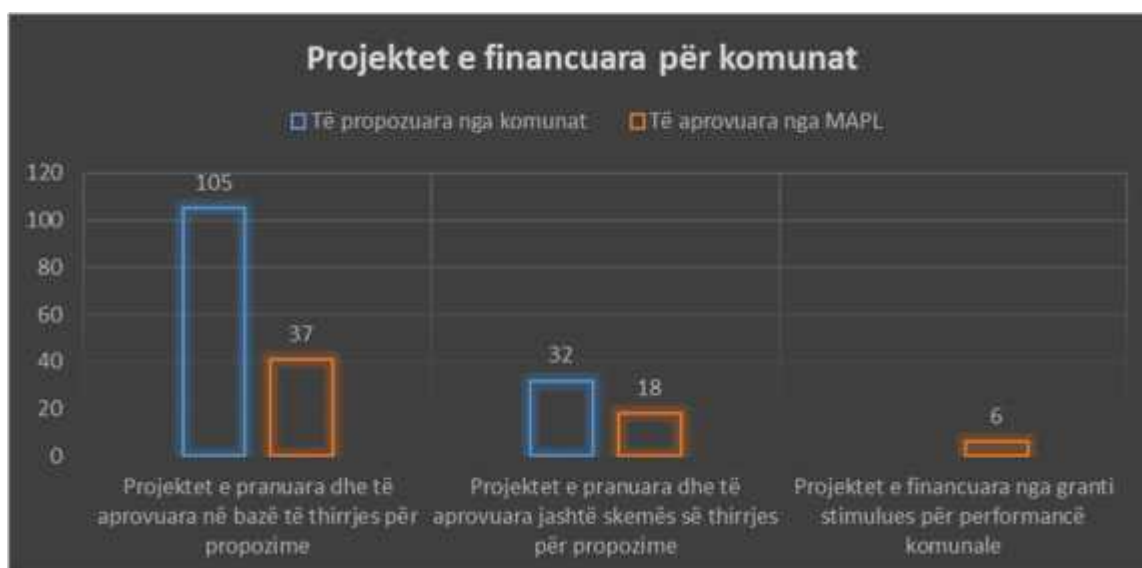 Projektet e financuara për komunat
Të propozuara nga komunat Të aprovuara nga MAPL
120
100
80
60
40
20
0
105
37
32
18
6
Projektet e pranuara dhe të
aprovuara në bazë të thirrjes për
propozime
Projektet e pranuara dhe të
aprovuara jashtë skemës së thirrjes
për propozime
Projektet e financuara nga granti
stimulues për performancë
komunale